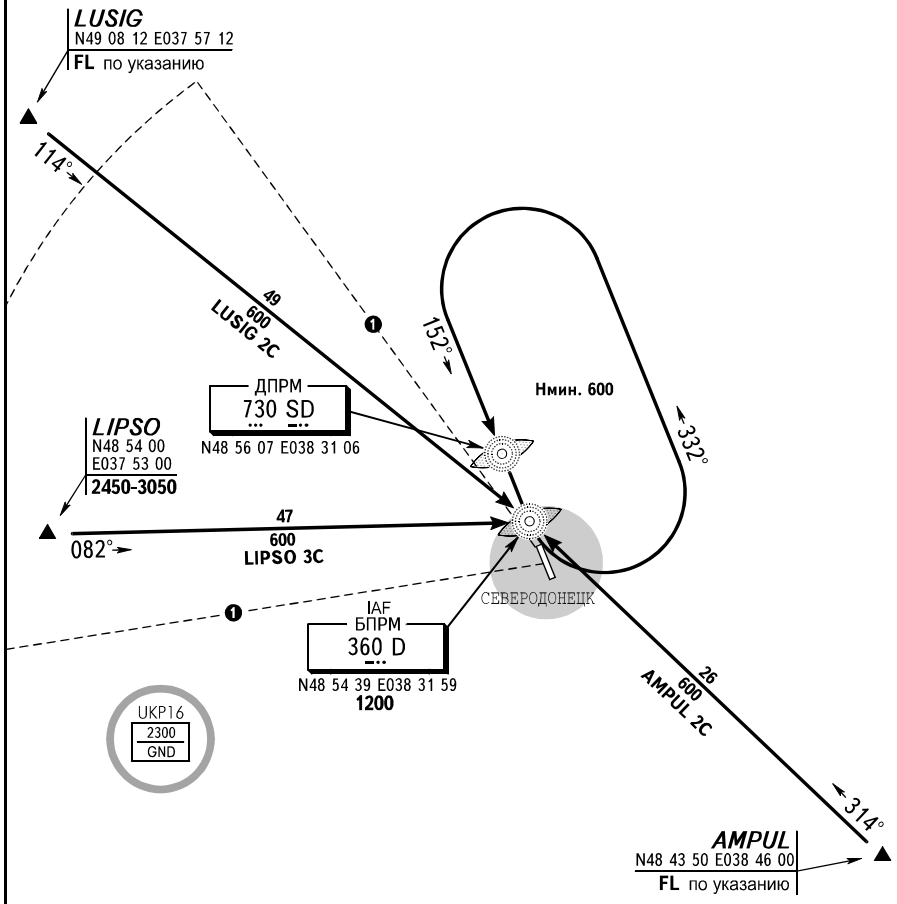 LUSIG
N49 08 12 E037 57 12
FL по указанию
114°
49
600
LUSIG 2C
1
152°
Нмин. 600
332°
ДПРМ
730 SD
N48 56 07 E038 31 06
LIPSO
N48 54 00
E037 53 00
2450-3050
082°
47
600
LIPSO 3C
СЕВЕРОДОНЕЦК
1
IAF
БПРМ
360 D
N48 54 39 E038 31 59
1200
26
600
AMPUL 2C
UKP16
2300
GND
314°
AMPUL
N48 43 50 E038 46 00
FL по указанию